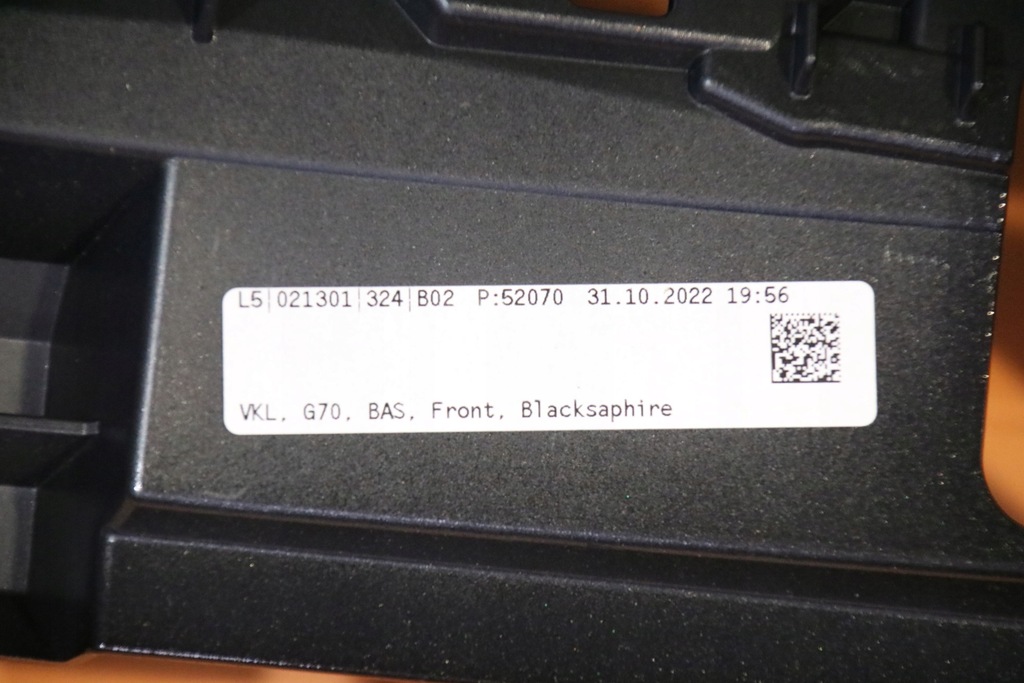 L5|021301|324|B02 P:52070 31.10.2022 19:56
VKL, G70, BAS, Front, Blacksaphire